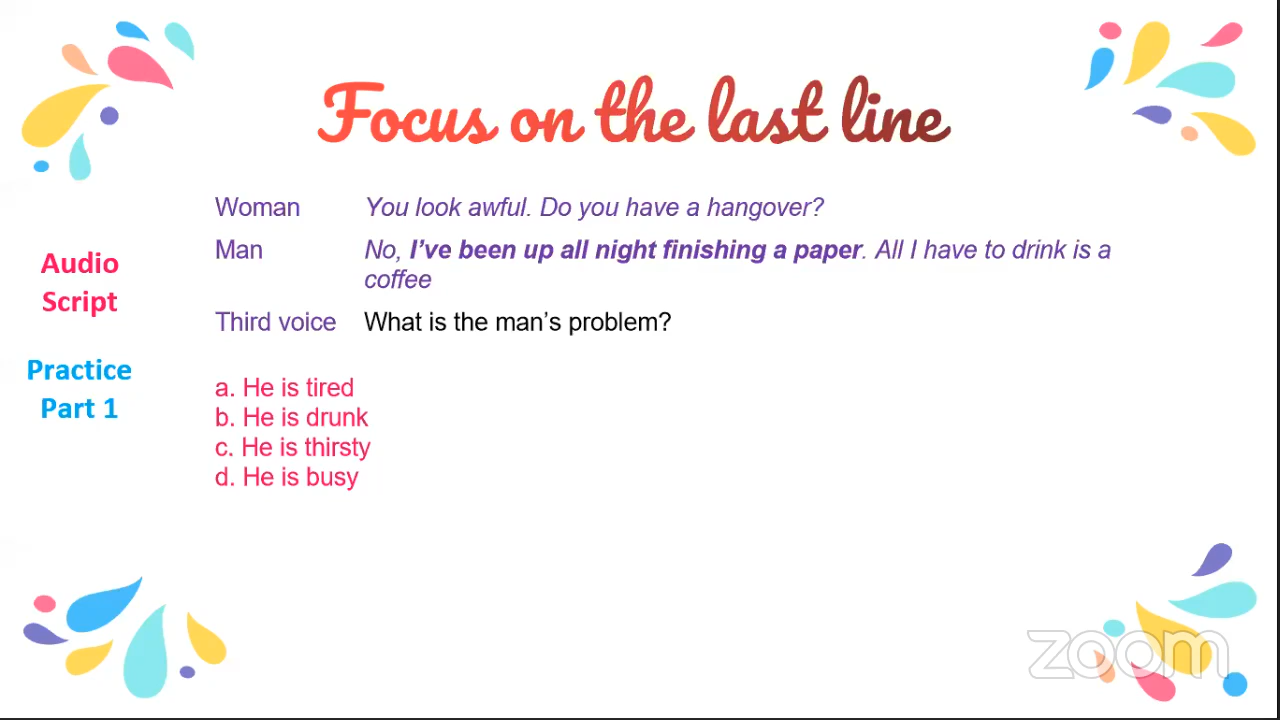 Focus on the last line
Woman You look awful. Do you have a hangover?
Man No, I've been up all night finishing a paper. All I have to drink is a
coffee
Third voice What is the man's problem?
Audio
Script
Practice
Part 1
a. He is tired
b. He is drunk
c. He is thirsty
d. He is busy
zoom